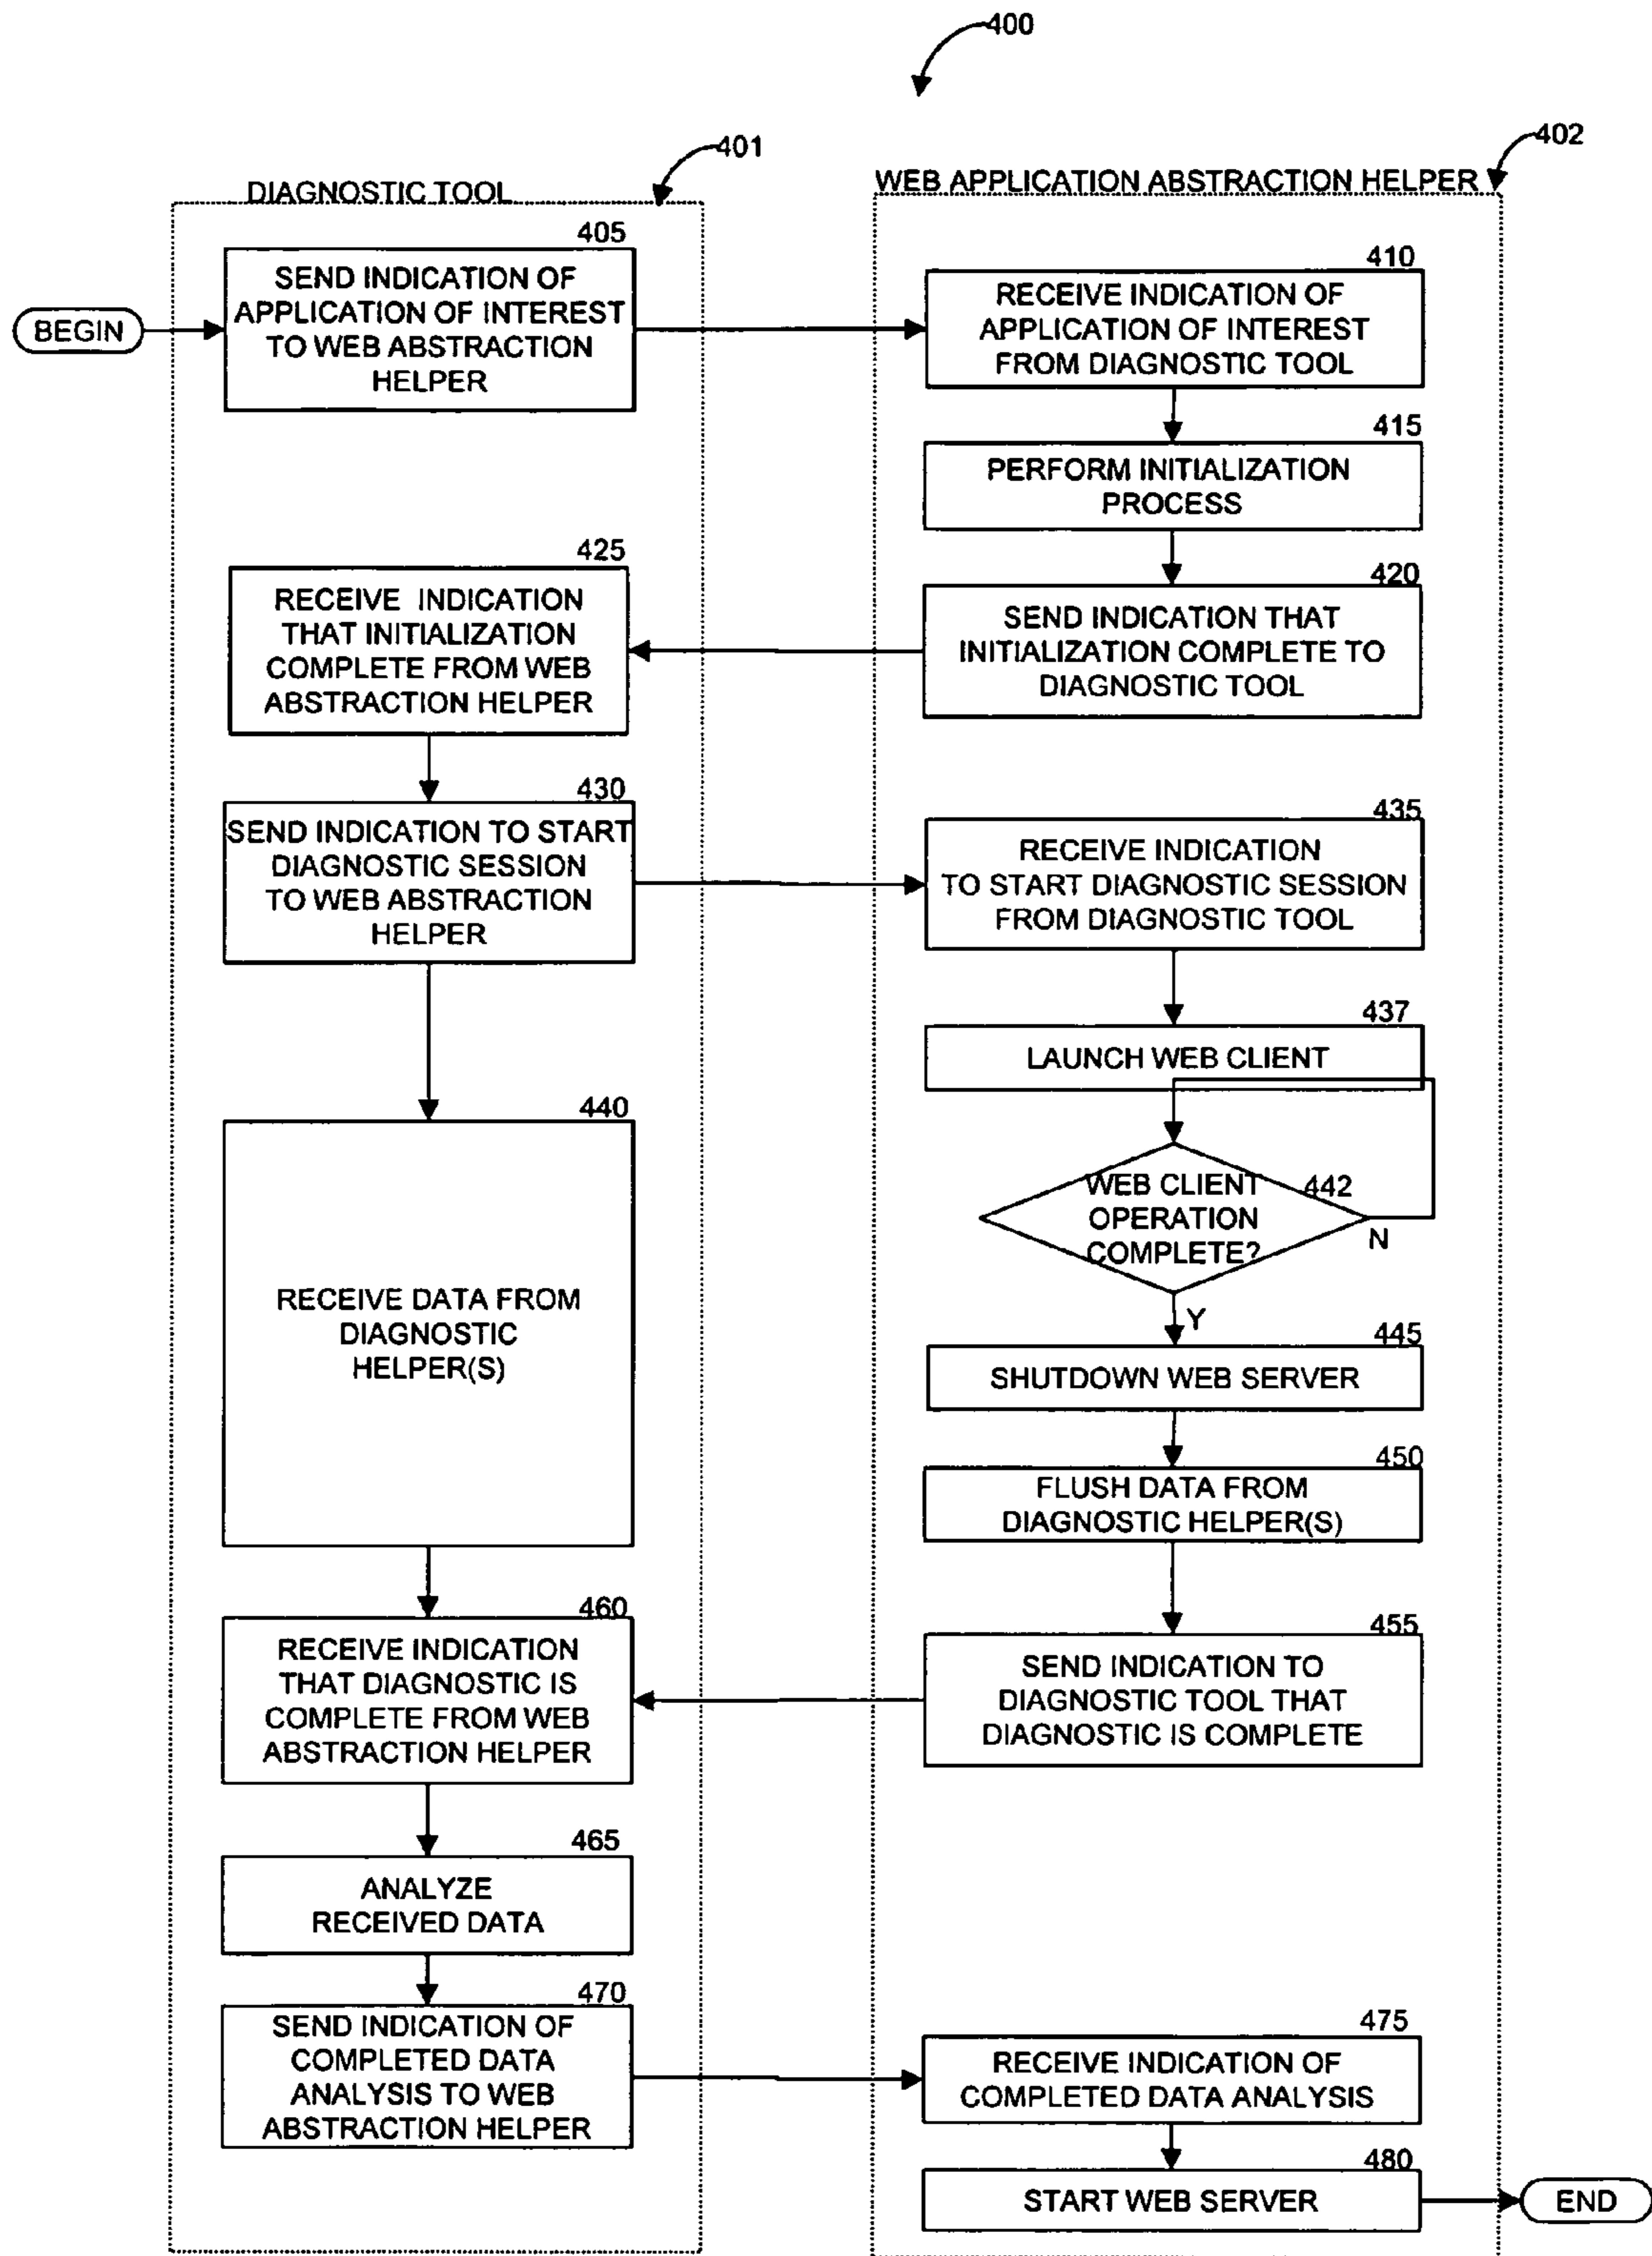 400
401
402
DIAGNOSTIC TOOL
WEB APPLICATION ABSTRACTION HELPER
BEGIN
405
SEND INDICATION OF
APPLICATION OF INTEREST
TO WEB ABSTRACTION
HELPER
410
RECEIVE INDICATION OF
APPLICATION OF INTEREST
FROM DIAGNOSTIC TOOL
415
PERFORM INITIALIZATION
PROCESS
420
SEND INDICATION THAT
INITIALIZATION COMPLETE TO
DIAGNOSTIC TOOL
425
RECEIVE INDICATION
THAT INITIALIZATION
COMPLETE FROM WEB
ABSTRACTION HELPER
430
SEND INDICATION TO START
DIAGNOSTIC SESSION
TO WEB ABSTRACTION
HELPER
435
RECEIVE INDICATION
TO START DIAGNOSTIC SESSION
FROM DIAGNOSTIC TOOL
437
LAUNCH WEB CLIENT
440
RECEIVE DATA FROM
DIAGNOSTIC
HELPER(S)
442
WEB CLIENT
OPERATION
COMPLETE?
N
Y
445
SHUTDOWN WEB SERVER
450
FLUSH DATA FROM
DIAGNOSTIC HELPER(S)
455
SEND INDICATION TO
DIAGNOSTIC TOOL THAT
DIAGNOSTIC IS COMPLETE
460
RECEIVE INDICATION
THAT DIAGNOSTIC IS
COMPLETE FROM WEB
ABSTRACTION HELPER
465
ANALYZE
RECEIVED DATA
470
SEND INDICATION OF
COMPLETED DATA
ANALYSIS TO WEB
ABSTRACTION HELPER
475
RECEIVE INDICATION OF
COMPLETED DATA ANALYSIS
480
START WEB SERVER
END